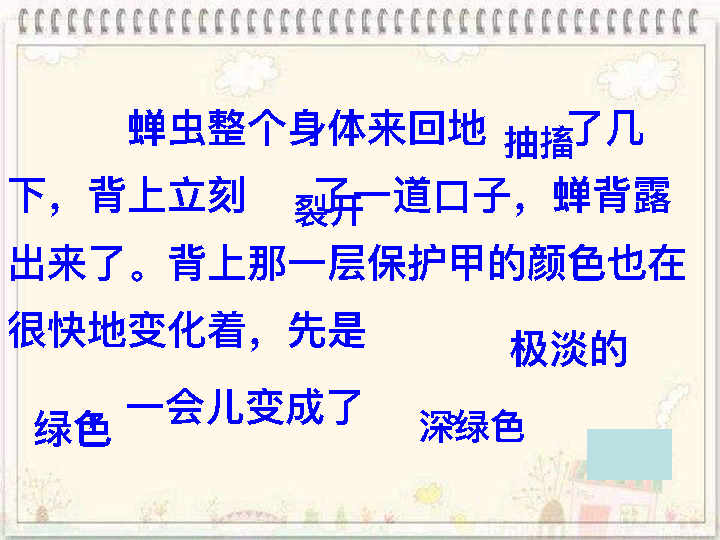 蝉虫整个身体来回地 抽搐了几
下，背上立刻 裂开了一道口子，蝉背露
出来了。背上那一层保护甲的颜色也在
很快地变化着，先是 极淡的
绿色 一会儿变成了 深绿色。